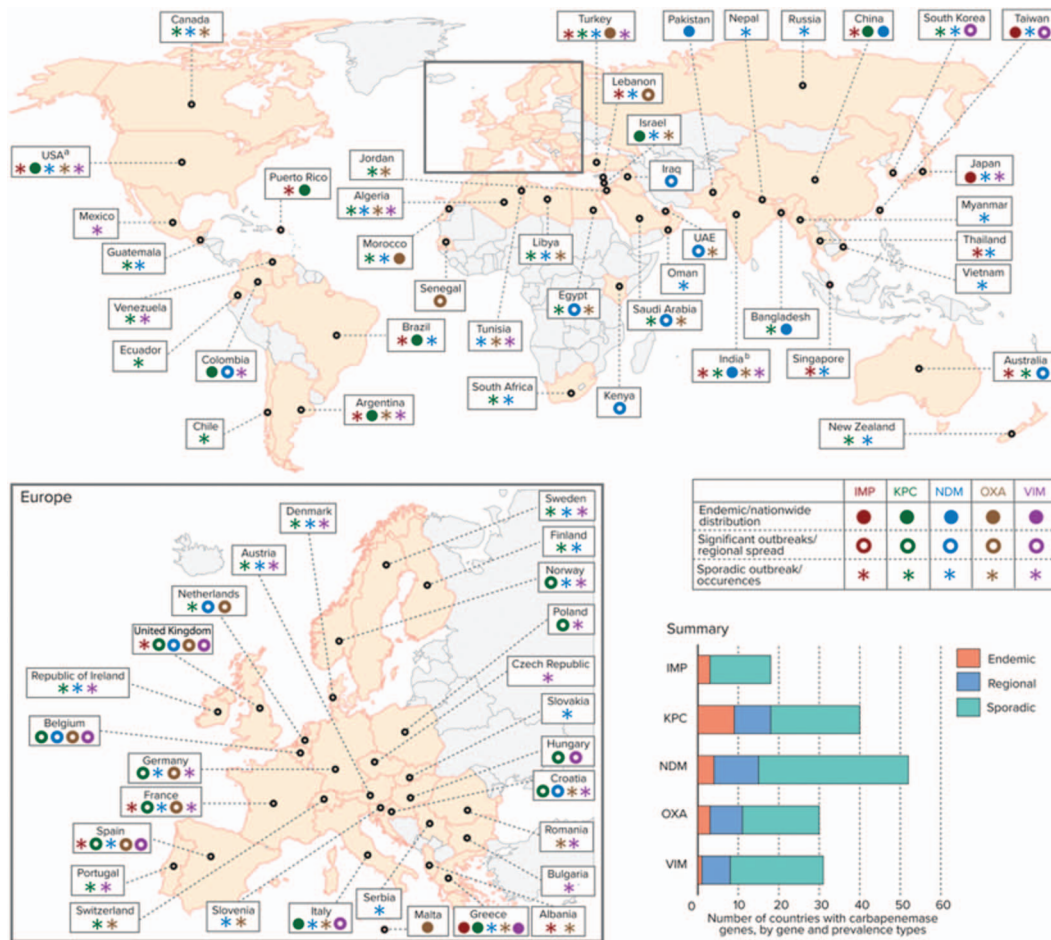 Canada
Turkey
Pakistan
Nepal
Russia
China
South Korea
Taiwan
Lebanon
Israel
USAa
Puerto Rico
Jordan
Iraq
Japan
Algeria
Mexico
Myanmar
Guatemala
Morocco
Libya
UAE
Thailand
Oman
Vietnam
Senegal
Venezuela
Egypt
Saudi Arabia
Bangladesh
Ecuador
Colombia
Brazil
Tunisia
Indiab
Singapore
Australia
South Africa
Kenya
Argentina
Chile
New Zealand
Europe
Denmark
Sweden
Austria
Finland
Netherlands
Norway
United Kingdom
Poland
Republic of Ireland
Czech Republic
Slovakia
Belgium
Hungary
Germany
Croatia
France
Spain
Romania
Portugal
Bulgaria
Serbia
Switzerland
Slovenia
Italy
Malta
Greece
Albania
IMP KPC NDM OXA VIM
Endemic/nationwide
distribution
Significant outbreaks/
regional spread
Sporadic outbreak/
occurences
Summary
IMP
KPC
NDM
OXA
VIM
Endemic
Regional
Sporadic
0 10 20 30 40 50 60
Number of countries with carbapenemase
genes, by gene and prevalence types